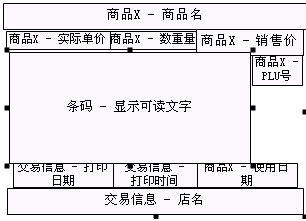 商品X - 商品名
商品X - 实际单价 商品X - 数重量 商品X - 销售价
商品X -
PLU号
条码 - 显示可读文字
交易信息 - 打印
日期
交易信息 -
打印时间
商品X - 使用日
期
交易信息 - 店名